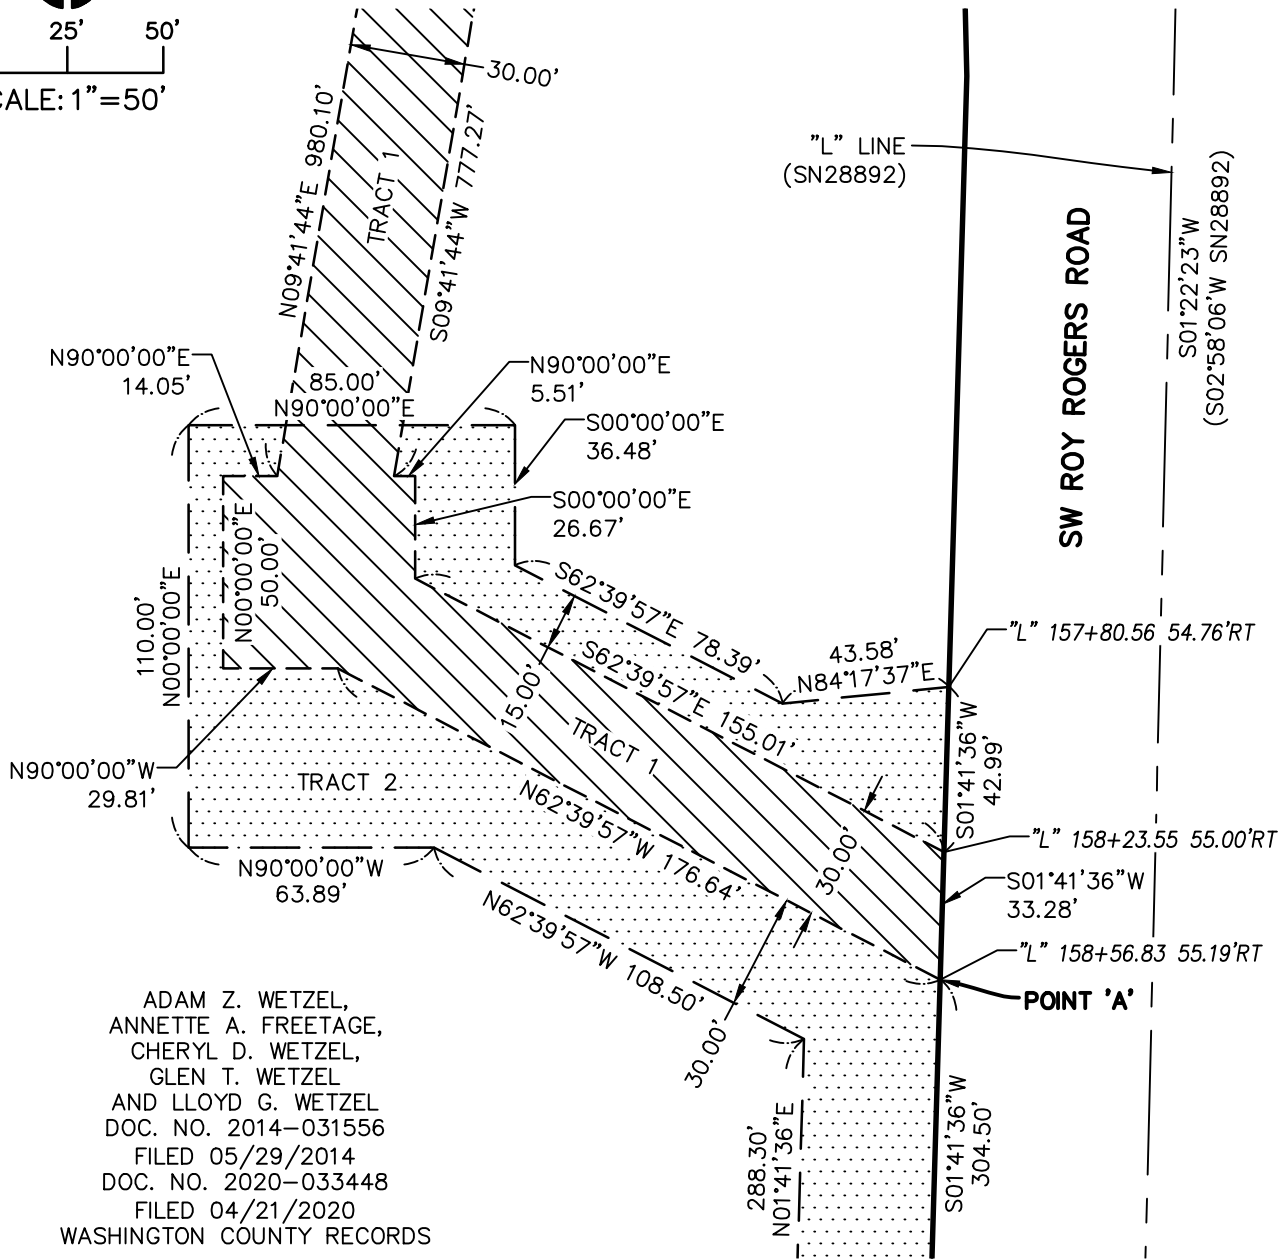 25' 50'
CALE: 1"=50'
30.00'
N09°41'44"E 980.10'
TRACT 1
S09°41'44"W 777.27'
"L" LINE
(SN28892)
SW ROY ROGERS ROAD
S01°22'23"W
(S02°58'06'W SN28892)
N90°00'00"E
14.05'
85.00'
N90°00'00"E
N90°00'00"E
5.51'
S00°00'00"E
36.48'
S00°00'00"E
26.67'
110.00'
N00°00'00"E
N00°00'00"E
50.00'
S62°39'57"E 78.39'
S62°39'57"E 155.01'
15.00'
43.58'
N84°17'37"E
"L" 157+80.56 54.76'RT
TRACT 1
S01°41'36"W
42.99'
N90°00'00"W
29.81'
TRACT 2
N62°39'57"W 176.64'
30.00'
"L" 158+23.55 55.00'RT
S01°41'36"W
33.28'
N90°00'00"W
63.89'
N62°39'57"W 108.50'
30.00'
"L" 158+56.83 55.19'RT
POINT 'A'
ADAM Z. WETZEL,
ANNETTE A. FREETAGE,
CHERYL D. WETZEL,
GLEN T. WETZEL
AND LLOYD G. WETZEL
DOC. NO. 2014-031556
FILED 05/29/2014
DOC. NO. 2020-033448
FILED 04/21/2020
WASHINGTON COUNTY RECORDS
288.30'
N01°41'36"E
S01°41'36"W
304.50'